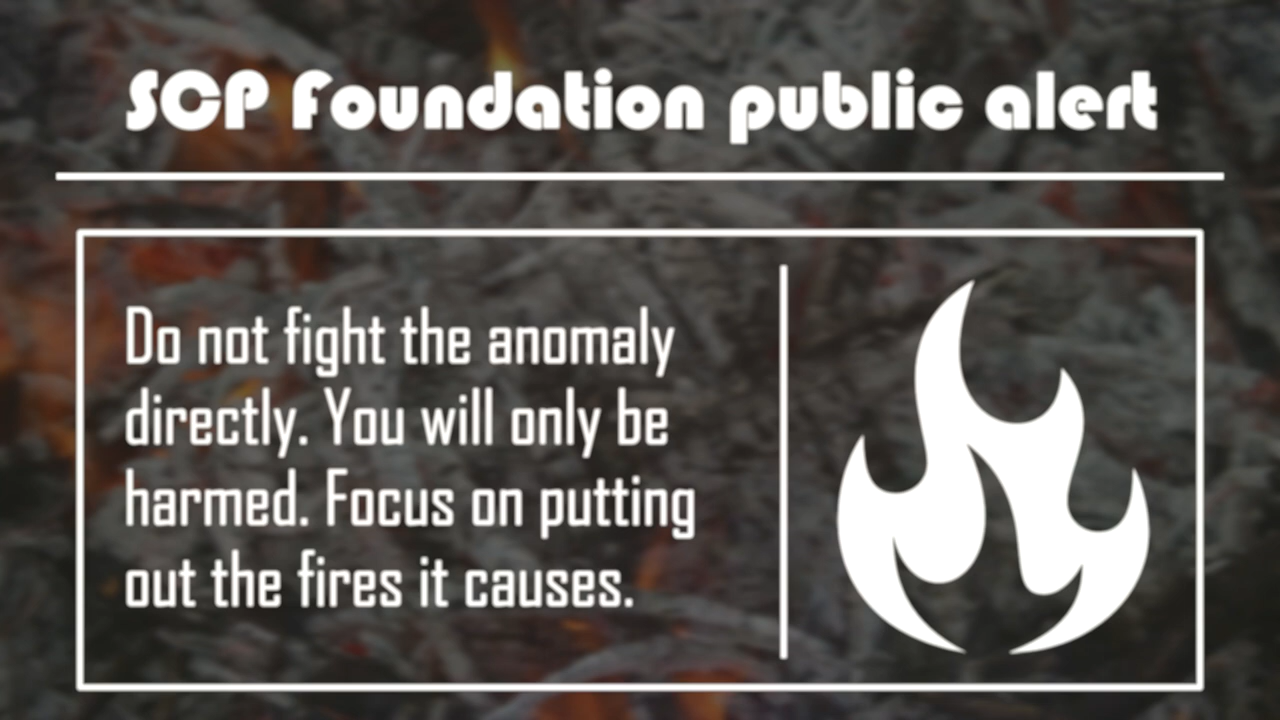 SCP Foundation public alert
Do not fight the anomaly
directly. You will only be
harmed. Focus on putting
out the fires it causes.